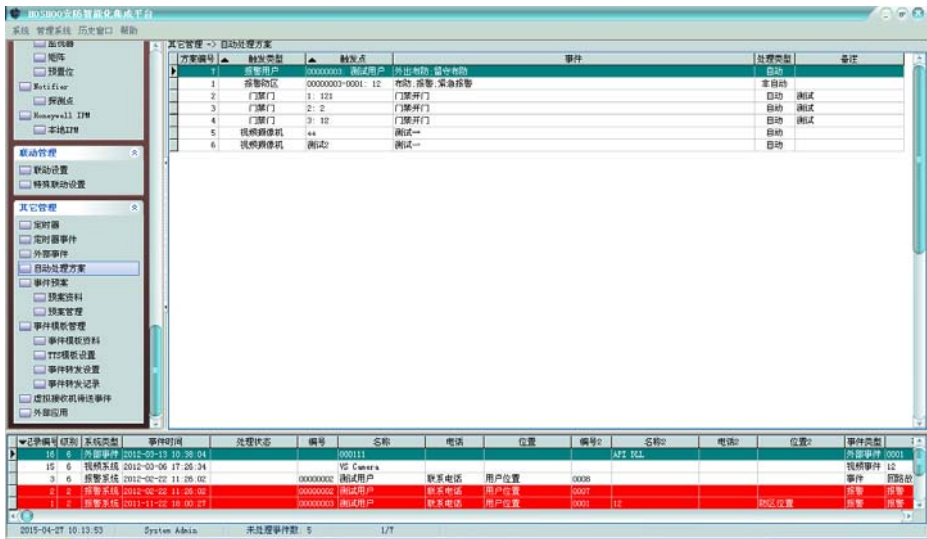 HOSHOO安防智能化集成平台
系统 管理系统 历史窗口 帮助
矩阵
预置位
Notifier
探测点
Honeywell IPM
本地IPM
联动管理
联动设置
特殊联动设置
其它管理
定时器
定时器事件
外部事件
自动处理方案
事件预案
预案资料
预案管理
事件模板管理
事件模板资料
TTS模板设置
事件转发设置
事件转发记录
虚拟接收机待送事件
外部应用
其它管理 -> 自动处理方案
方案编号 触发类型 触发点 事件 处理类型 备注
7 报警用户 00000003: 测试用户 外出布防;留守布防 自动
1 报警防区 00000003-0001: 12 布防;报警;紧急报警 半自动
2 门禁门 1: 121 门禁开门 自动 测试
3 门禁门 2: 2 门禁开门 自动 测试
4 门禁门 3: 12 门禁开门 自动 测试
5 视频摄像机 测试一 自动
6 视频摄像机 测试2 测试一 自动
记录编号 级别 系统类型 事件时间 处理状态 编号 名称 电话 位置 编号2 名称2 电话2 位置2 事件类型
16 6 外部事件 2012-03-13 10:38:04 000111 API DLL 外部事件 0001
15 6 视频系统 2012-03-06 17:26:34 VS Camera 视频事件 12
3 6 报警系统 2012-02-22 11:26:02 00000002 测试用户 联系电话 用户位置 0008 事件 回路故
2 2 报警系统 2012-02-22 11:26:02 00000002 测试用户 联系电话 用户位置 0007 报警 报警
1 2 报警系统 2011-11-22 18:00:27 00000003 测试用户 联系电话 用户位置 0001 12 防区位置 报警 报警
2015-04-27 10:13:53 System Admin 未处理事件数: 5 1/7